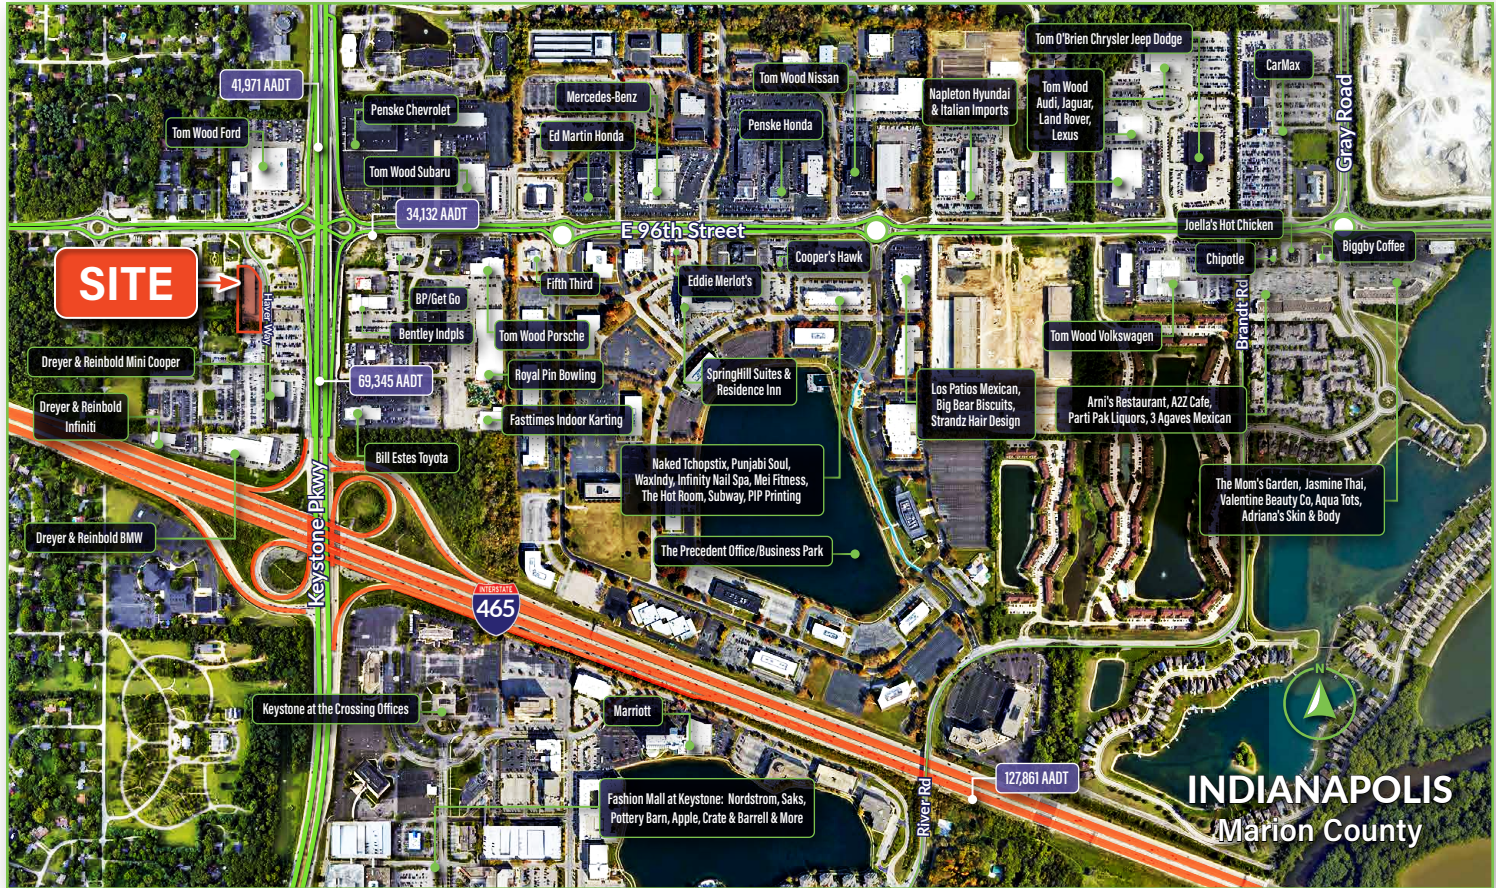 Tom O'Brien Chrysler Jeep Dodge
CarMax
Gray Road
41,971 AADT
Tom Wood Nissan
Penske Chevrolet
Mercedes-Benz
Napleton Hyundai
& Italian Imports
Tom Wood
Audi, Jaguar,
Land Rover,
Lexus
Tom Wood Ford
Ed Martin Honda
Penske Honda
Tom Wood Subaru
34,132 AADT
E 96th Street
Joella's Hot Chicken
Biggby Coffee
Chipotle
Cooper's Hawk
SITE
Haver Way
Fifth Third
Eddie Merlot's
BP/Get Go
Bentley Indpls
Tom Wood Porsche
Tom Wood Volkswagen
Brandt Rd
Dreyer & Reinbold Mini Cooper
69,345 AADT
Royal Pin Bowling
SpringHill Suites &
Residence Inn
Los Patios Mexican,
Big Bear Biscuits,
Strandz Hair Design
Arni's Restaurant, A2Z Cafe,
Parti Pak Liquors, 3 Agaves Mexican
Dreyer & Reinbold
Infiniti
Fasttimes Indoor Karting
Bill Estes Toyota
Naked Tchopstix, Punjabi Soul,
WaxIndy, Infinity Nail Spa, Mei Fitness,
The Hot Room, Subway, PIP Printing
The Mom's Garden, Jasmine Thai,
Valentine Beauty Co, Aqua Tots,
Adriana's Skin & Body
Dreyer & Reinbold BMW
Keystone Pkwy
The Precedent Office/Business Park
INTERSTATE
465
N
Keystone at the Crossing Offices
Marriott
127,861 AADT
River Rd
Fashion Mall at Keystone: Nordstrom, Saks,
Pottery Barn, Apple, Crate & Barrell & More
INDIANAPOLIS
Marion County